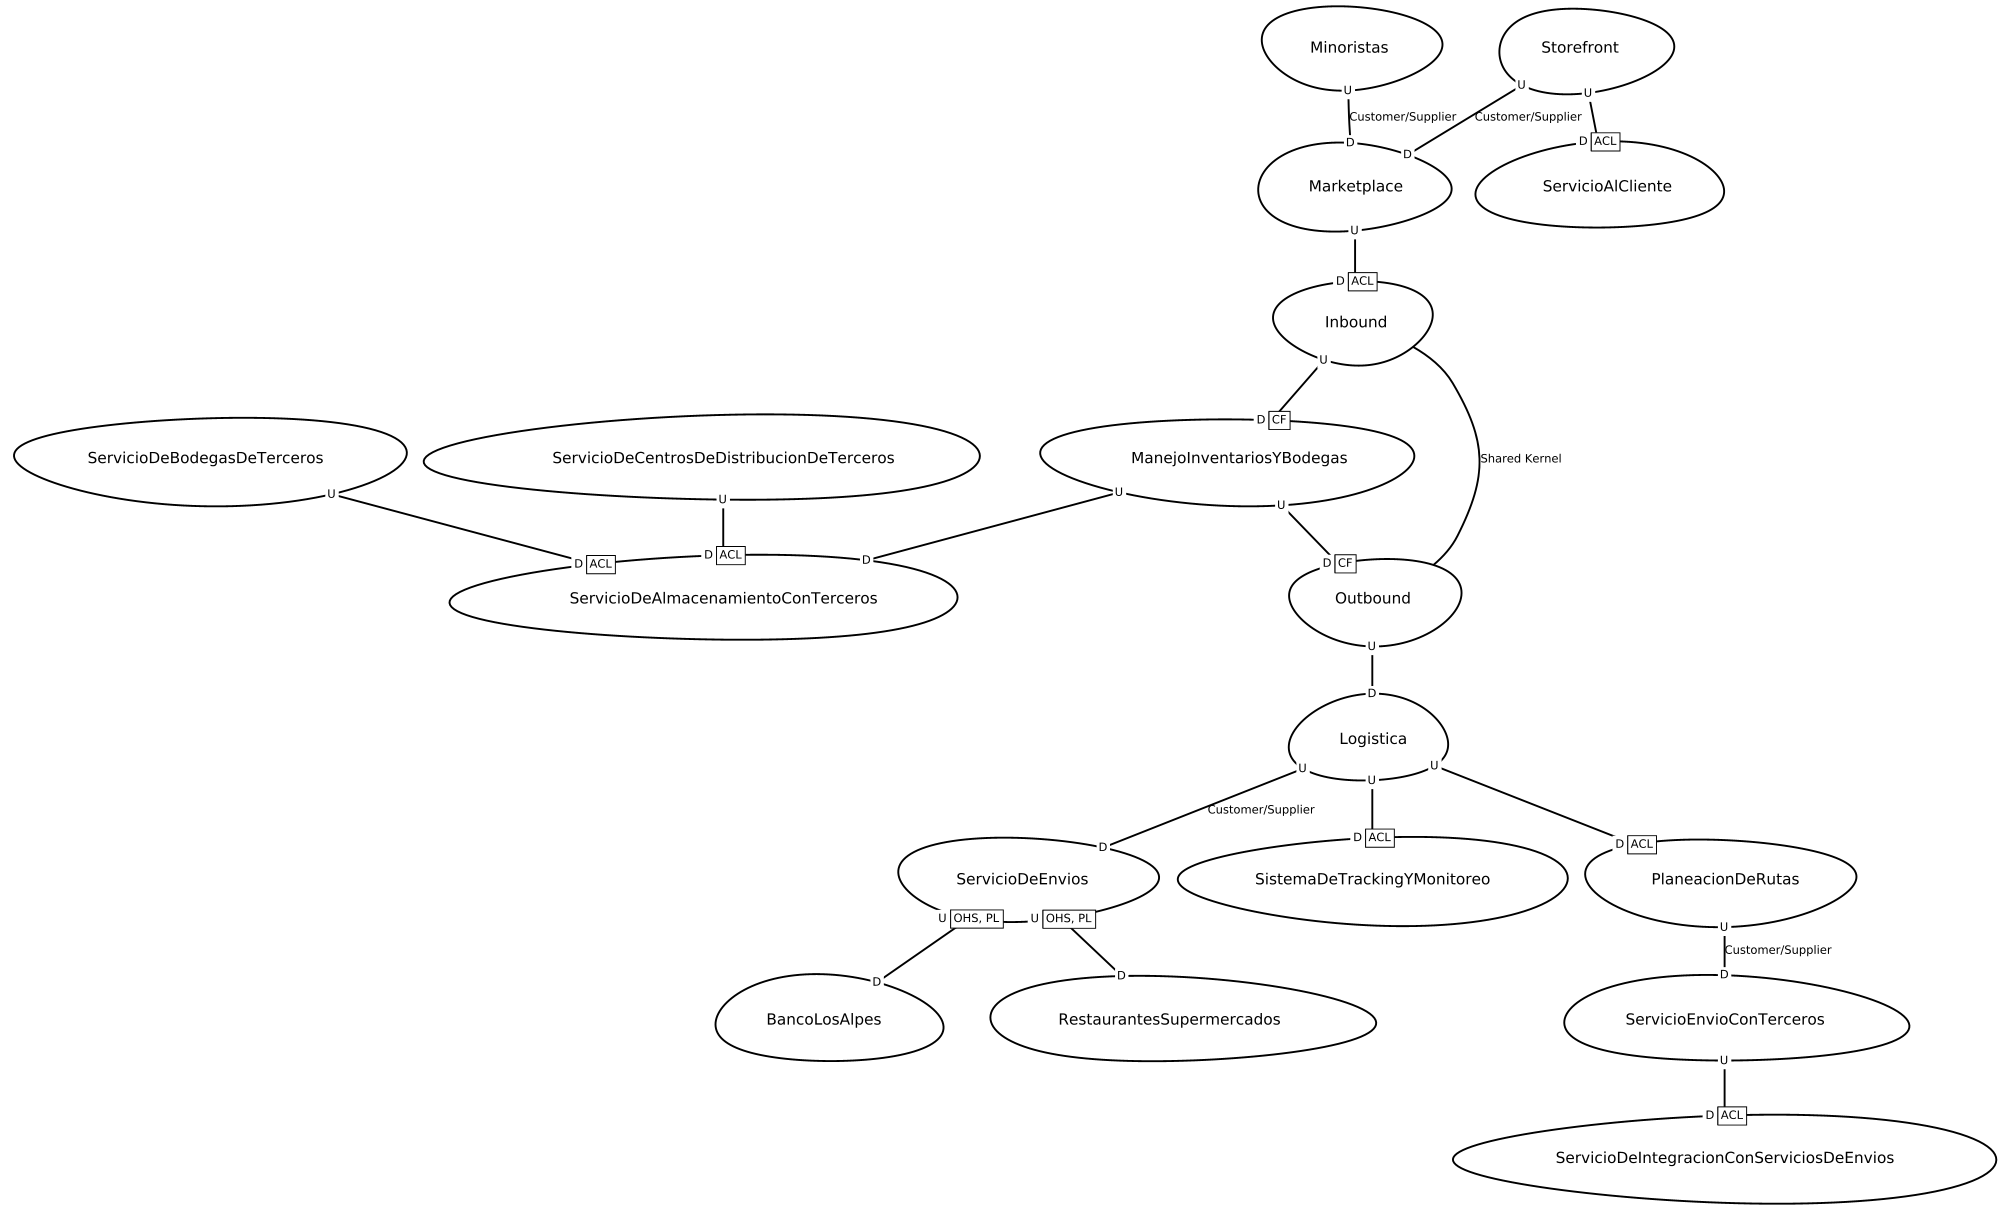 Minoristas
Storefront
U
U
U
Customer/Supplier
Customer/Supplier
D
D
D ACL
Marketplace
ServicioAlCliente
U
D ACL
Inbound
U
D CF
ServicioDeBodegasDeTerceros
ServicioDeCentrosDeDistribucionDeTerceros
ManejoInventariosYBodegas
Shared Kernel
U
U
U
U
D ACL
D ACL
D
D CF
ServicioDeAlmacenamientoConTerceros
Outbound
U
D
Logistica
U
U
U
Customer/Supplier
D
D ACL
D ACL
ServicioDeEnvios
SistemaDeTrackingYMonitoreo
PlaneacionDeRutas
U OHS, PL
U OHS, PL
U
Customer/Supplier
D
D
D
BancoLosAlpes
RestaurantesSupermercados
ServicioEnvioConTerceros
U
D ACL
ServicioDeIntegracionConServiciosDeEnvios